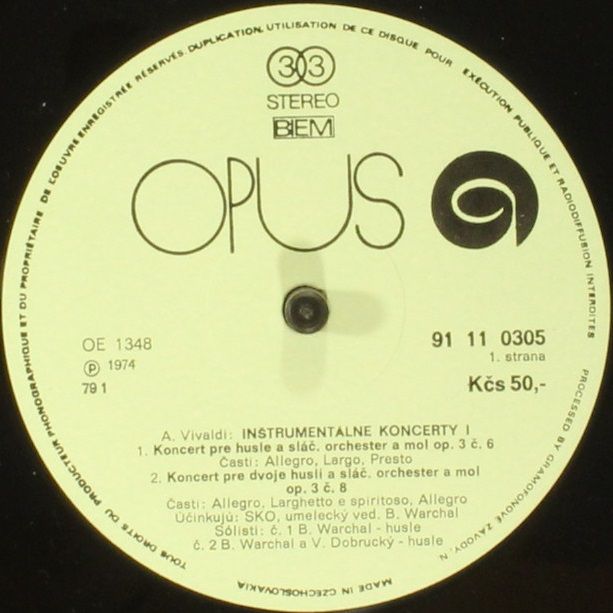 TOUS DROITS DU PRODUCTEUR PHONOGRAPHIQUE ET DU PROPRIÉTAIRE DE L'OEUVRE ENREGISTRÉE RÉSERVÉS. DUPLICATION, UTILISATION DE CE DISQUE POUR EXÉCUTION PUBLIQUE ET RADIODIFFUSION INTERDITES
33
STEREO
BIEM
OPUS
OE 1348
91 11 0305
1. strana
℗ 1974
79 1
Kčs 50,-
A. Vivaldi: INŠTRUMENTÁLNE KONCERTY I
1. Koncert pre husle a sláč. orchester a mol op. 3 č. 6
Časti: Allegro, Largo, Presto
2. Koncert pre dvoje huslí a sláč. orchester a mol
op. 3 č. 8
Časti: Allegro, Larghetto e spiritoso, Allegro
Účinkujú: SKO, umelecký ved. B. Warchal
Sólisti: č. 1 B. Warchal - husle
č. 2 B. Warchal a V. Dobrucký - husle
PROCESSED BY GRAMOFONOVÉ ZÁVODY, N.
MADE IN CZECHOSLOVAKIA